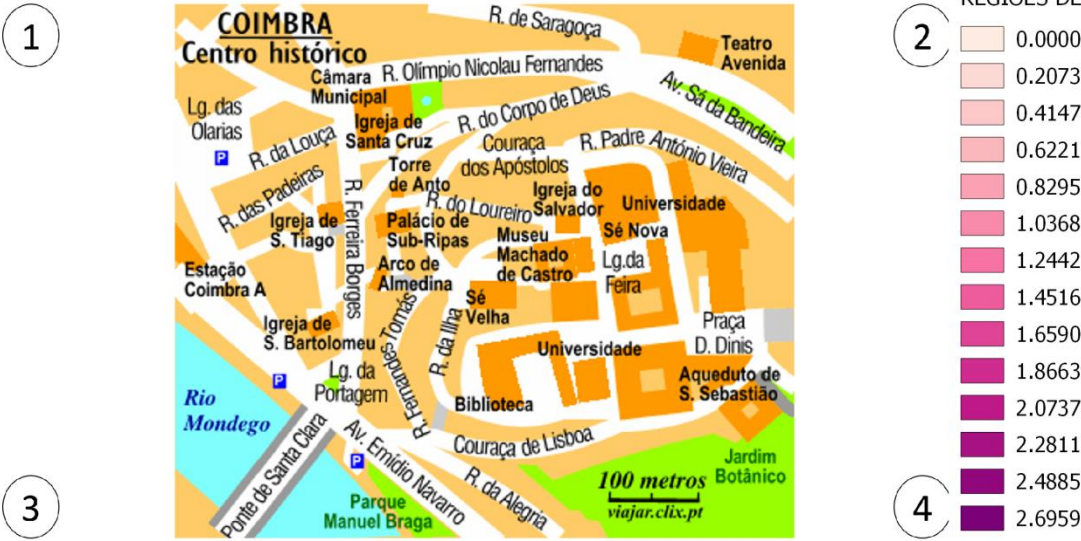 1
COIMBRA
Centro histórico
R. de Saragoça
Teatro
Avenida
Câmara
Municipal
R. Olímpio Nicolau Fernandes
Av. Sá da Bandeira
Lg. das
Olarias
P
R. da Louça
Igreja de
Santa Cruz
R. do Corpo de Deus
Couraça
dos Apóstolos
R. Padre António Vieira
R. das Padeiras
Torre
de Anto
R. do Loureiro
Igreja do
Salvador
Universidade
Igreja de
S. Tiago
R. Ferreira Borges
Palácio de
Sub-Ripas
Museu
Machado
de Castro
Sé Nova
Lg.da
Feira
Estação
Coimbra A
Arco de
Almedina
Sé
Velha
Igreja de
S. Bartolomeu
R. Fernandes Tomás
R. da Ilha
Universidade
Praça
D. Dinis
P
Lg. da
Portagem
Biblioteca
Aqueduto de
S. Sebastião
Rio
Mondego
Ponte de Santa Clara
Av. Emídio Navarro
P
Couraça de Lisboa
R. da Alegria
Jardim
Botânico
Parque
Manuel Braga
100 metros
viajar.clix.pt
2
REGIÕES DE
0.0000
0.2073
0.4147
0.6221
0.8295
1.0368
1.2442
1.4516
1.6590
1.8663
2.0737
2.2811
2.4885
2.6959
3
4